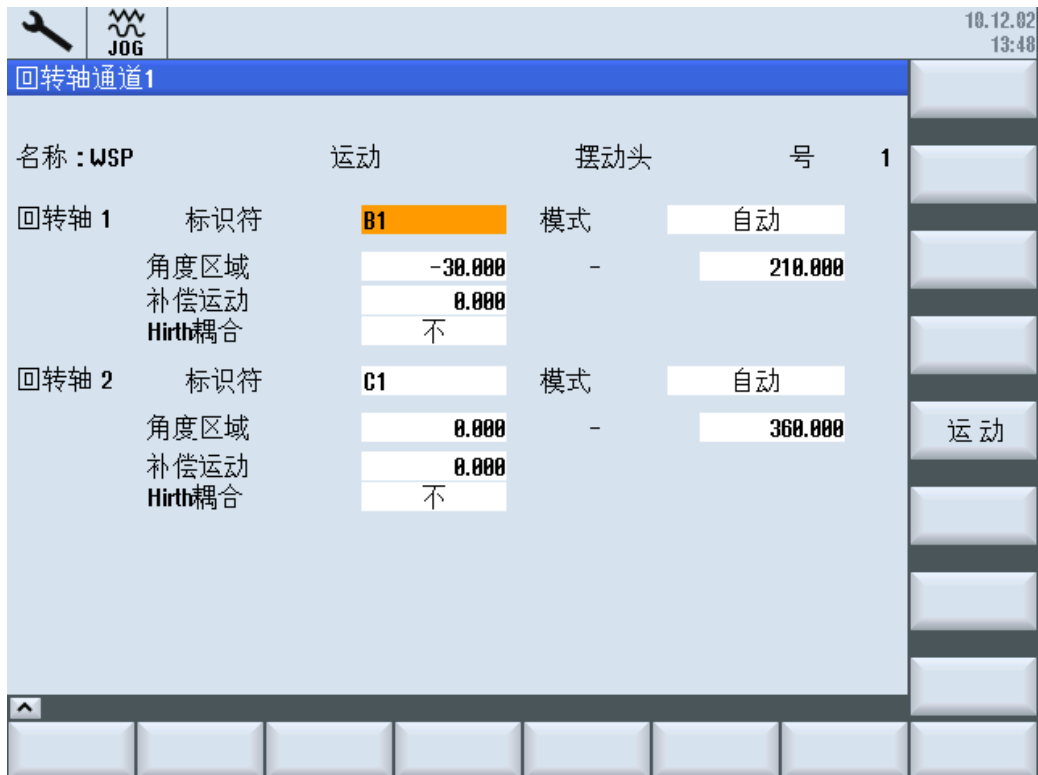 JOG
10.12.02
13:48
回转轴通道1
名称:WSP 运动 摆动头 号 1
回转轴 1 标识符 B1 模式 自动
角度区域 -30.000 - 210.000
补偿运动 0.000
Hirth耦合 不
回转轴 2 标识符 C1 模式 自动
角度区域 0.000 - 360.000
运动
补偿运动 0.000
Hirth耦合 不